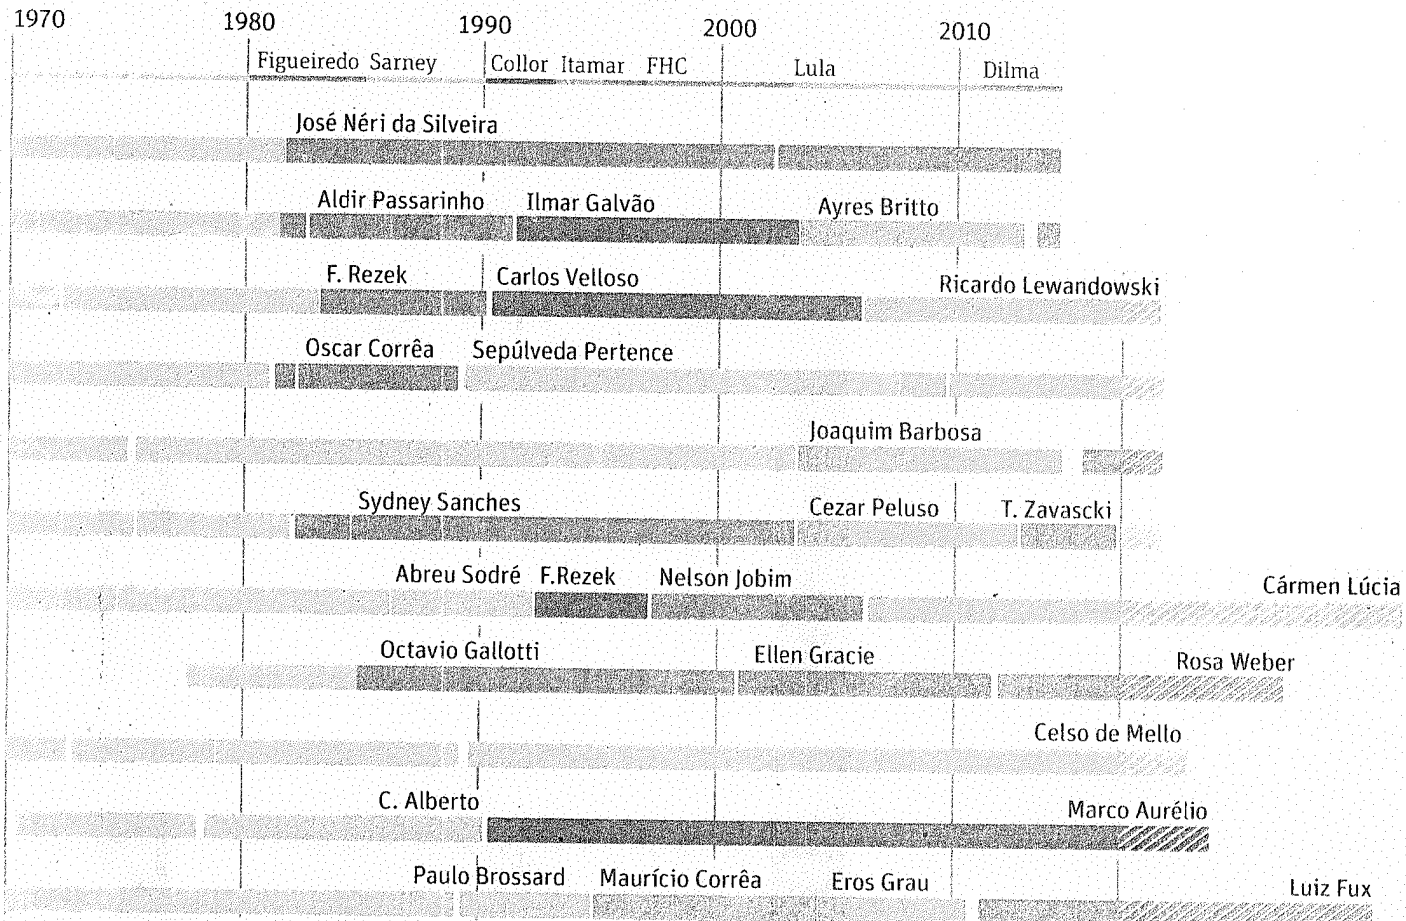 1970 1980 1990 2000 2010
Figueiredo Sarney Collor Itamar FHC Lula Dilma
José Néri da Silveira
Aldir Passarinho Ilmar Galvão Ayres Britto
F. Rezek Carlos Velloso Ricardo Lewandowski
Oscar Corrêa Sepúlveda Pertence
Joaquim Barbosa
Sydney Sanches Cezar Peluso T. Zavascki
Abreu Sodré F.Rezek Nelson Jobim Cármen Lúcia
Octavio Gallotti Ellen Gracie Rosa Weber
Celso de Mello
C. Alberto Marco Aurélio
Paulo Brossard Maurício Corrêa Eros Grau Luiz Fux